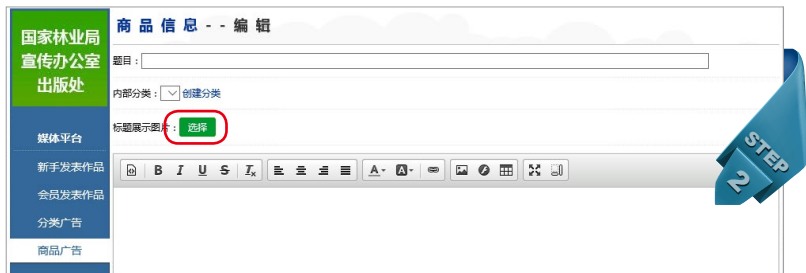 国家林业局
宣传办公室
出版处
媒体平台
新手发表作品
会员发表作品
分类广告
商品广告
商品信息--编辑
题目：
内部分类： 创建分类
标题展示图片： 选择
B I U S Ix A A
STEP 2